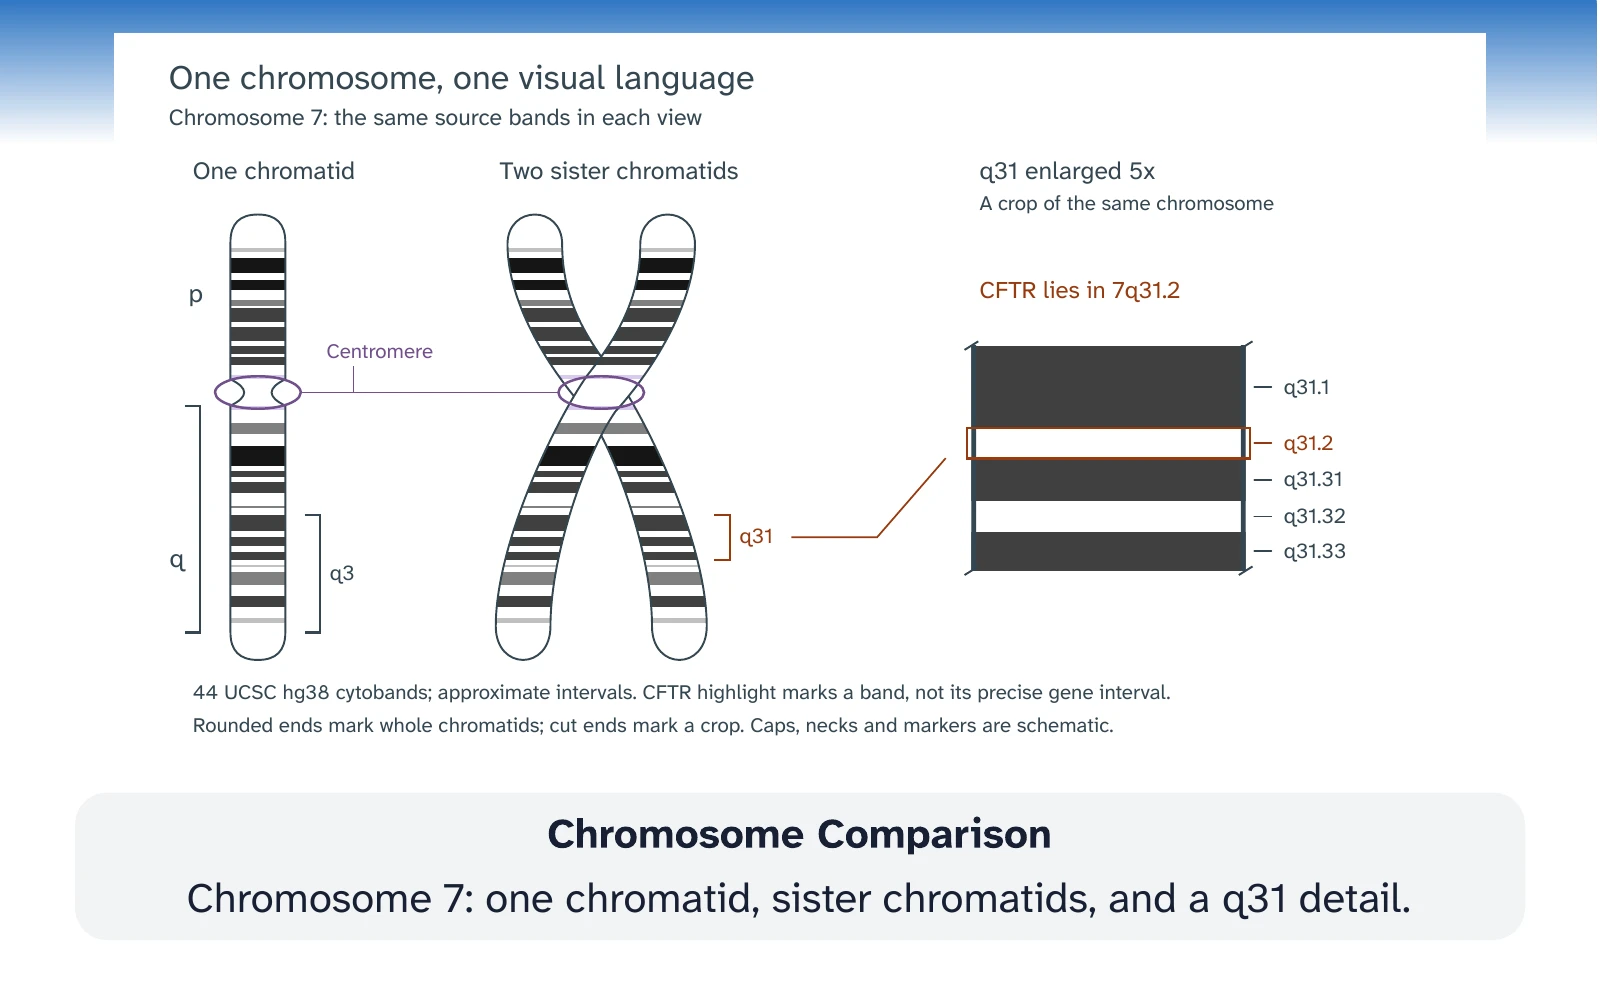 One chromosome, one visual language
Chromosome 7: the same source bands in each view
One chromatid
Two sister chromatids
q31 enlarged 5x
A crop of the same chromosome
CFTR lies in 7q31.2
p
Centromere
q
q3
q31
q31.1
q31.2
q31.31
q31.32
q31.33
44 UCSC hg38 cytobands; approximate intervals. CFTR highlight marks a band, not its precise gene interval.
Rounded ends mark whole chromatids; cut ends mark a crop. Caps, necks and markers are schematic.
Chromosome Comparison
Chromosome 7: one chromatid, sister chromatids, and a q31 detail.